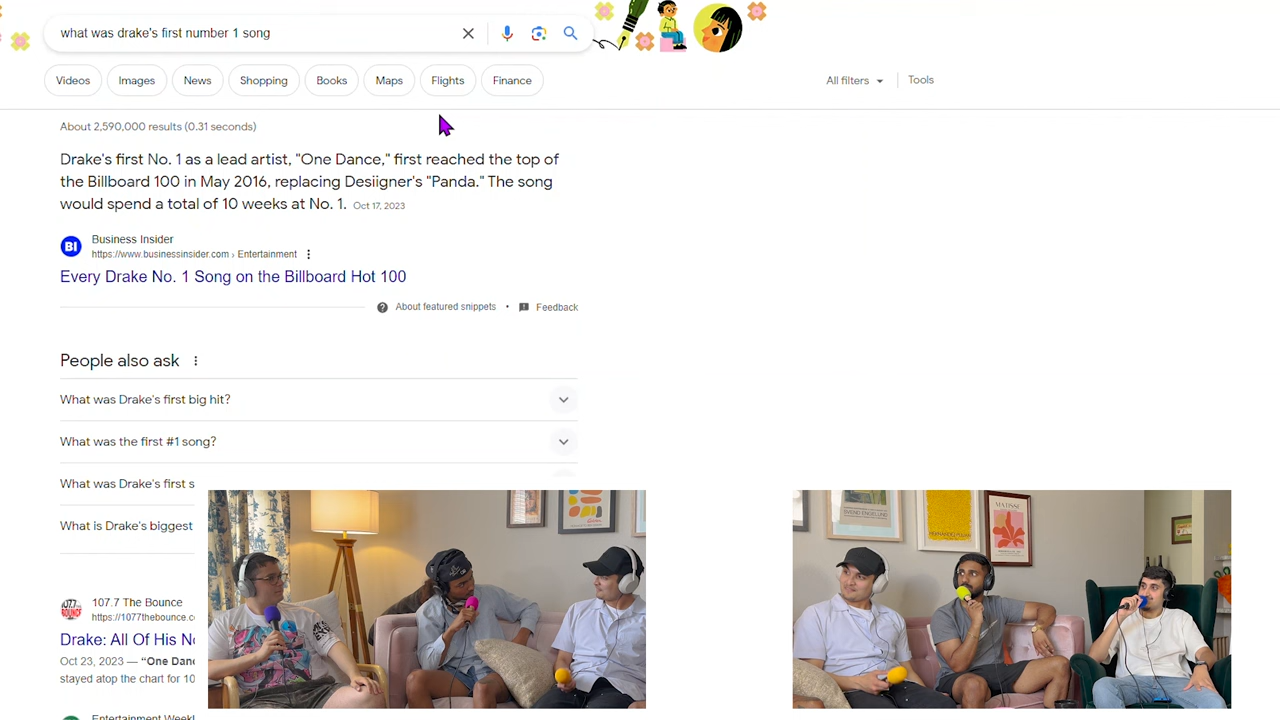 what was drake's first number 1 song
Videos
Images
News
Shopping
Books
Maps
Flights
Finance
All filters
Tools
About 2,590,000 results (0.31 seconds)
Drake's first No. 1 as a lead artist, "One Dance," first reached the top of
the Billboard 100 in May 2016, replacing Desiigner's "Panda." The song
would spend a total of 10 weeks at No. 1. Oct 17, 2023
BI
Business Insider
https://www.businessinsider.com › Entertainment
Every Drake No. 1 Song on the Billboard Hot 100
About featured snippets • Feedback
People also ask
What was Drake's first big hit?
What was the first #1 song?
What was Drake's first s
What is Drake's biggest
107.7 The Bounce
https://1077thebounce.c
Drake: All Of His N
Oct 23, 2023 — “One Dan
stayed atop the chart for 10
Entertainment Weekl
SVEND ENGELUND
MATISSE